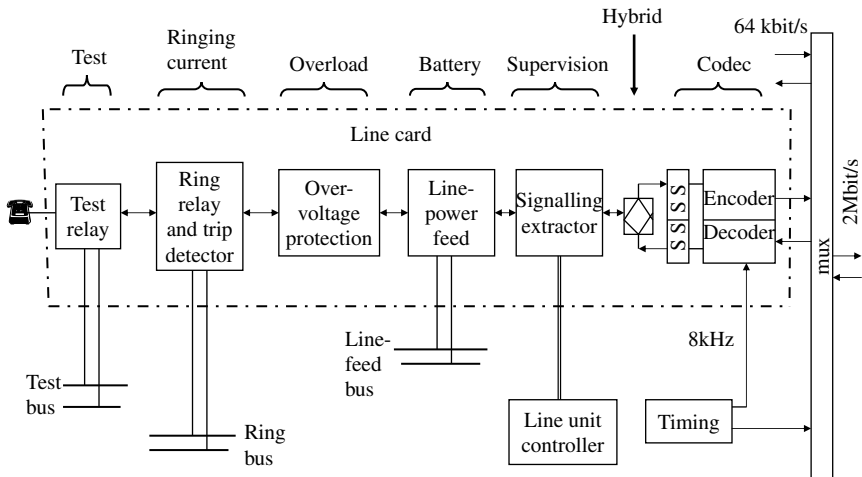 Hybrid
64 kbit/s
Test
Ringing
current
Overload
Battery
Supervision
Codec
Line card
Test
relay
Ring
relay
and trip
detector
Over-
voltage
protection
Line-
power
feed
Signalling
extractor
S S
S S
Encoder
Decoder
mux
2Mbit/s
8kHz
Test
bus
Ring
bus
Line-
feed
bus
Line unit
controller
Timing